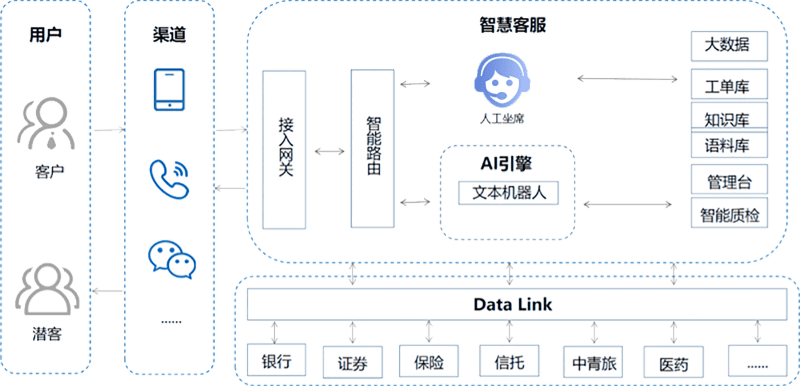 用户
客户
潜客
渠道
......
智慧客服
接入网关
智能路由
人工坐席
AI引擎
文本机器人
大数据
工单库
知识库
语料库
管理台
智能质检
Data Link
银行
证券
保险
信托
中青旅
医药
......